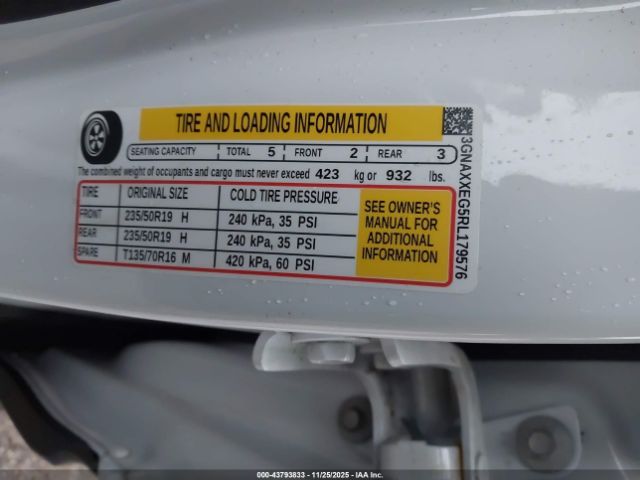 TIRE AND LOADING INFORMATION
SEATING CAPACITY TOTAL 5 FRONT 2 REAR 3
The combined weight of occupants and cargo must never exceed 423 kg or 932 lbs.
TIRE ORIGINAL SIZE COLD TIRE PRESSURE
FRONT 235/50R19 H 240 kPa, 35 PSI
REAR 235/50R19 H 240 kPa, 35 PSI
SPARE T135/70R16 M 420 kPa, 60 PSI
SEE OWNER'S
MANUAL FOR
ADDITIONAL
INFORMATION
3GNAXXEG5RL179576
000-43793833 - 11/25/2025 - IAA Inc.